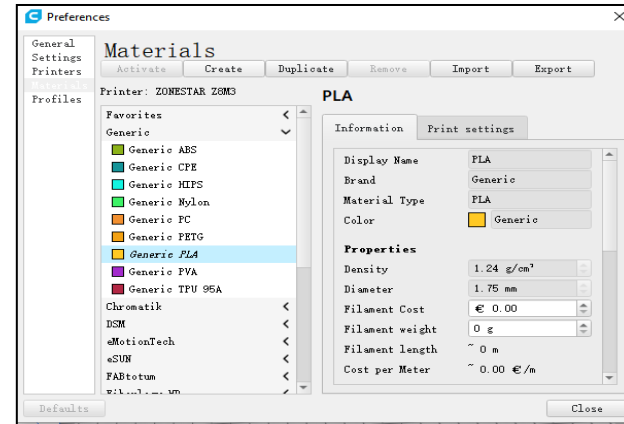 Preferences
General
Settings
Printers
Materials
Profiles
Materials
Activate Create Duplicate Remove Import Export
Printer: ZONESTAR Z8M3
Favorites
Generic
Generic ABS
Generic CPE
Generic HIPS
Generic Nylon
Generic PC
Generic PETG
Generic PLA
Generic PVA
Generic TPU 95A
Chromatik
DSM
eMotionTech
eSUN
FABtotum
PLA
Information Print settings
Display Name PLA
Brand Generic
Material Type PLA
Color Generic
Properties
Density 1.24 g/cm³
Diameter 1.75 mm
Filament Cost € 0.00
Filament weight 0 g
Filament length ~ 0 m
Cost per Meter ~ 0.00 €/m
Defaults Close